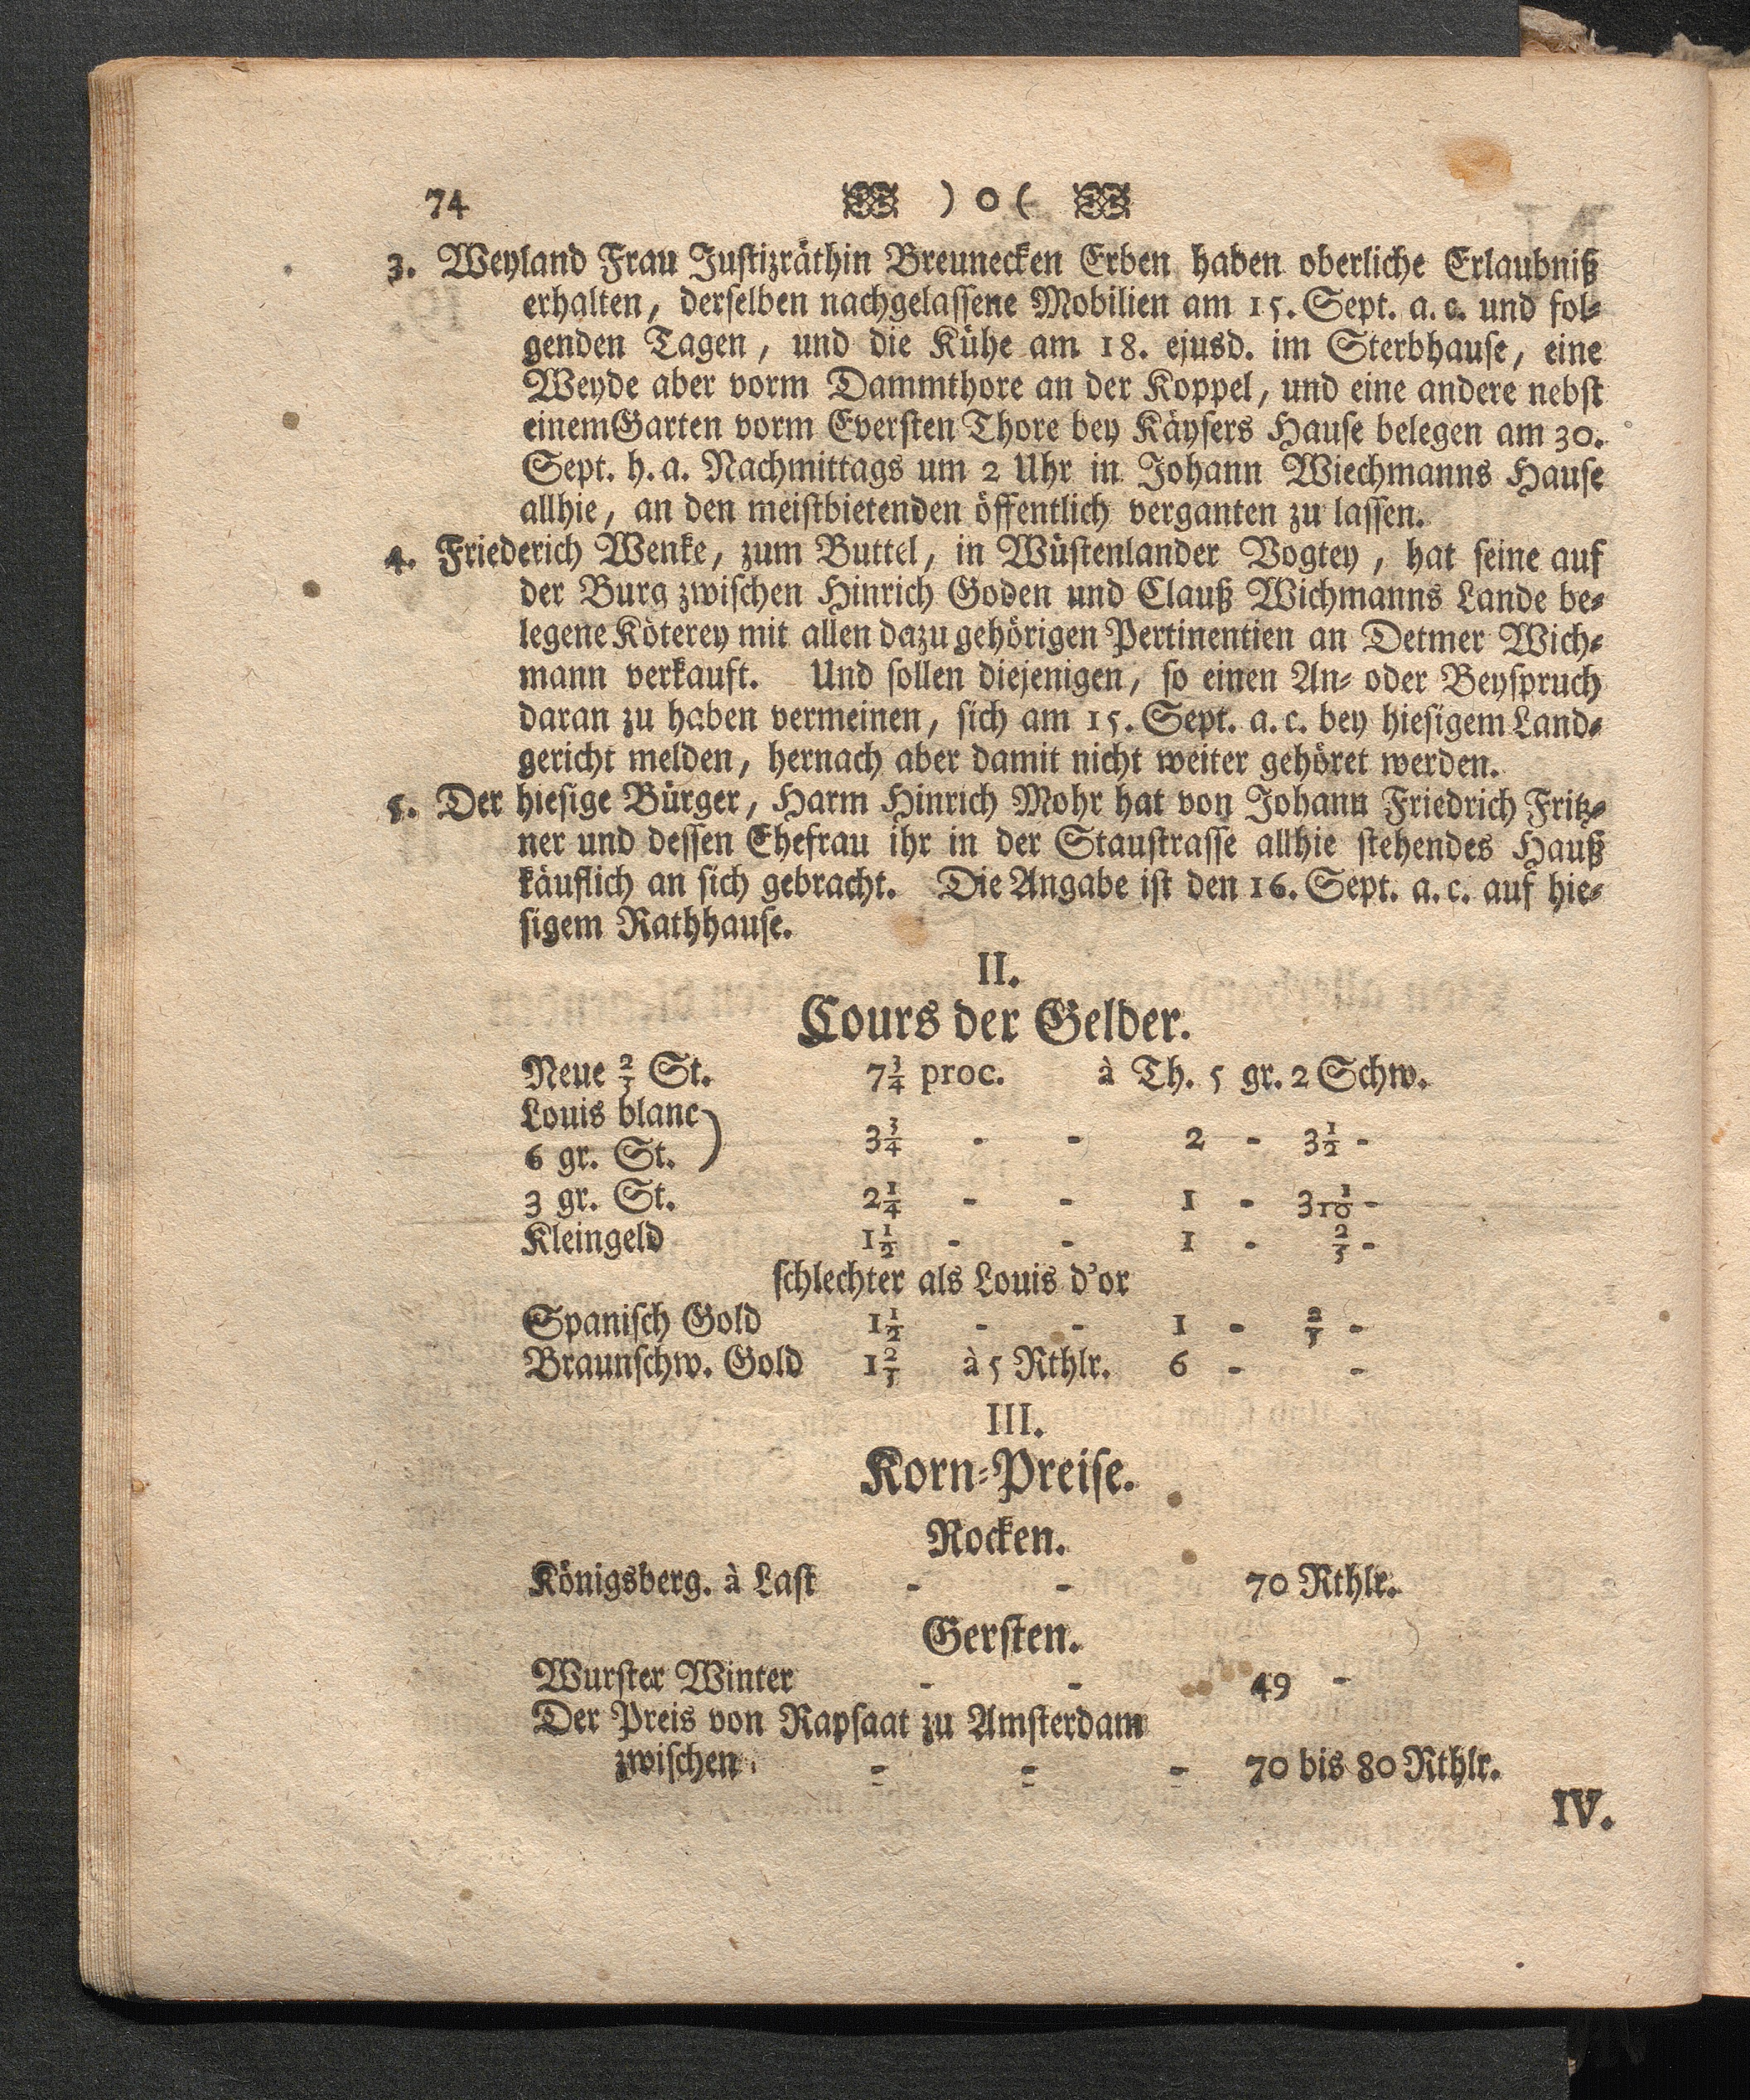 74 ) o (
3. Weyland Frau Justizräthin Breunecken Erben haben oberliche Erlaubniß
erhalten, derselben nachgelassene Mobilien am 15. Sept. a. c. und fol-
genden Tagen, und die Kühe am 18. ejusd. im Sterbhause, eine
Weyde aber vorm Dammthore an der Koppel, und eine andere nebst
einem Garten vorm Eversten Thore bey Käysers Hause belegen am 30.
Sept. h. a. Nachmittags um 2 Uhr in Johann Wiechmanns Hause
allhie, an den meistbietenden öffentlich verganten zu lassen.
4. Friederich Wenke, zum Buttel, in Wüstenlander Vogtey, hat seine auf
der Burg zwischen Hinrich Goden und Clauß Wichmanns Lande be-
legene Köterey mit allen dazu gehörigen Pertinentien an Detmer Wich-
mann verkauft. Und sollen diejenigen, so einen An- oder Beyspruch
daran zu haben vermeinen, sich am 15. Sept. a. c. bey hiesigem Land-
gericht melden, hernach aber damit nicht weiter gehöret werden.
5. Der hiesige Bürger, Harm Hinrich Mohr hat von Johann Friedrich Fritz-
ner und dessen Ehefrau ihr in der Staustrasse allhie stehendes Hauß
käuflich an sich gebracht. Die Angabe ist den 16. Sept. a. c. auf hie-
sigem Rathhause.
II.
Cours der Gelder.
Neue 2/3 St. 7 3/4 proc. à Th. 5 gr. 2 Schw.
Louis blanc)
6 gr. St. 3 3/4 - - 2 - 3 1/2 -
3 gr. St. 2 1/4 - - 1 - 3 1/10 -
Kleingeld 1 1/2 - - 1 - 2/5 -
schlechter als Louis d'or
Spanisch Gold 1 1/2 - - 1 - 2/5 -
Braunschw. Gold 1 2/3 à 5 Rthlr. 6 - -
III.
Korn-Preise.
Rocken.
Königsberg. à Last - - 70 Rthlr.
Gersten.
Wurster Winter - - 49 -
Der Preis von Rapsaat zu Amsterdam
zwischen - - - 70 bis 80 Rthlr.
IV.